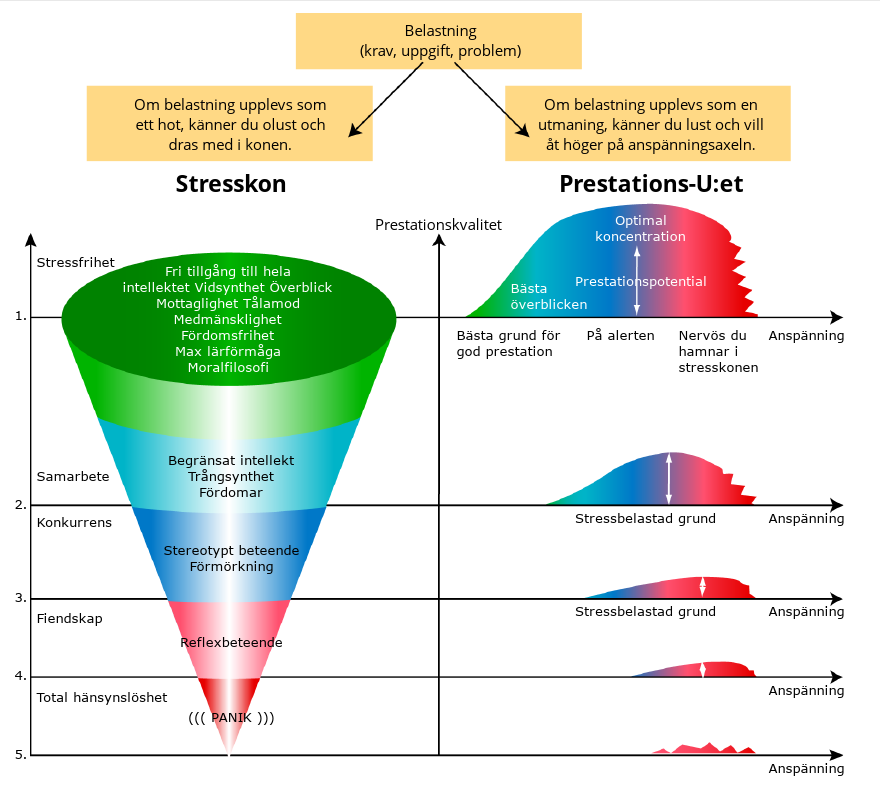 Belastning
(krav, uppgift, problem)
Om belastning upplevs som
ett hot, känner du olust och
dras med i konen.
Om belastning upplevs som en
utmaning, känner du lust och vill
åt höger på anspänningsaxeln.
Stresskon
Prestations-U:et
Stressfrihet
Fri tillgång till hela
intellektet Vidsynthet Överblick
Mottaglighet Tålamod
Medmänsklighet
Fördomsfrihet
Max lärförmåga
Moralfilosofi
1.
Samarbete
Begränsat intellekt
Trångsynthet
Fördomar
2.
Konkurrens
Stereotypt beteende
Förmörkning
3.
Fiendskap
Reflexbeteende
4.
Total hänsynslöshet
((( PANIK )))
5.
Prestationskvalitet
Optimal
koncentration
Prestationspotential
Bästa
överblicken
Bästa grund för
god prestation
På alerten
Nervös du
hamnar i
stresskonen
Anspänning
Stressbelastad grund
Anspänning
Stressbelastad grund
Anspänning
Anspänning
Anspänning